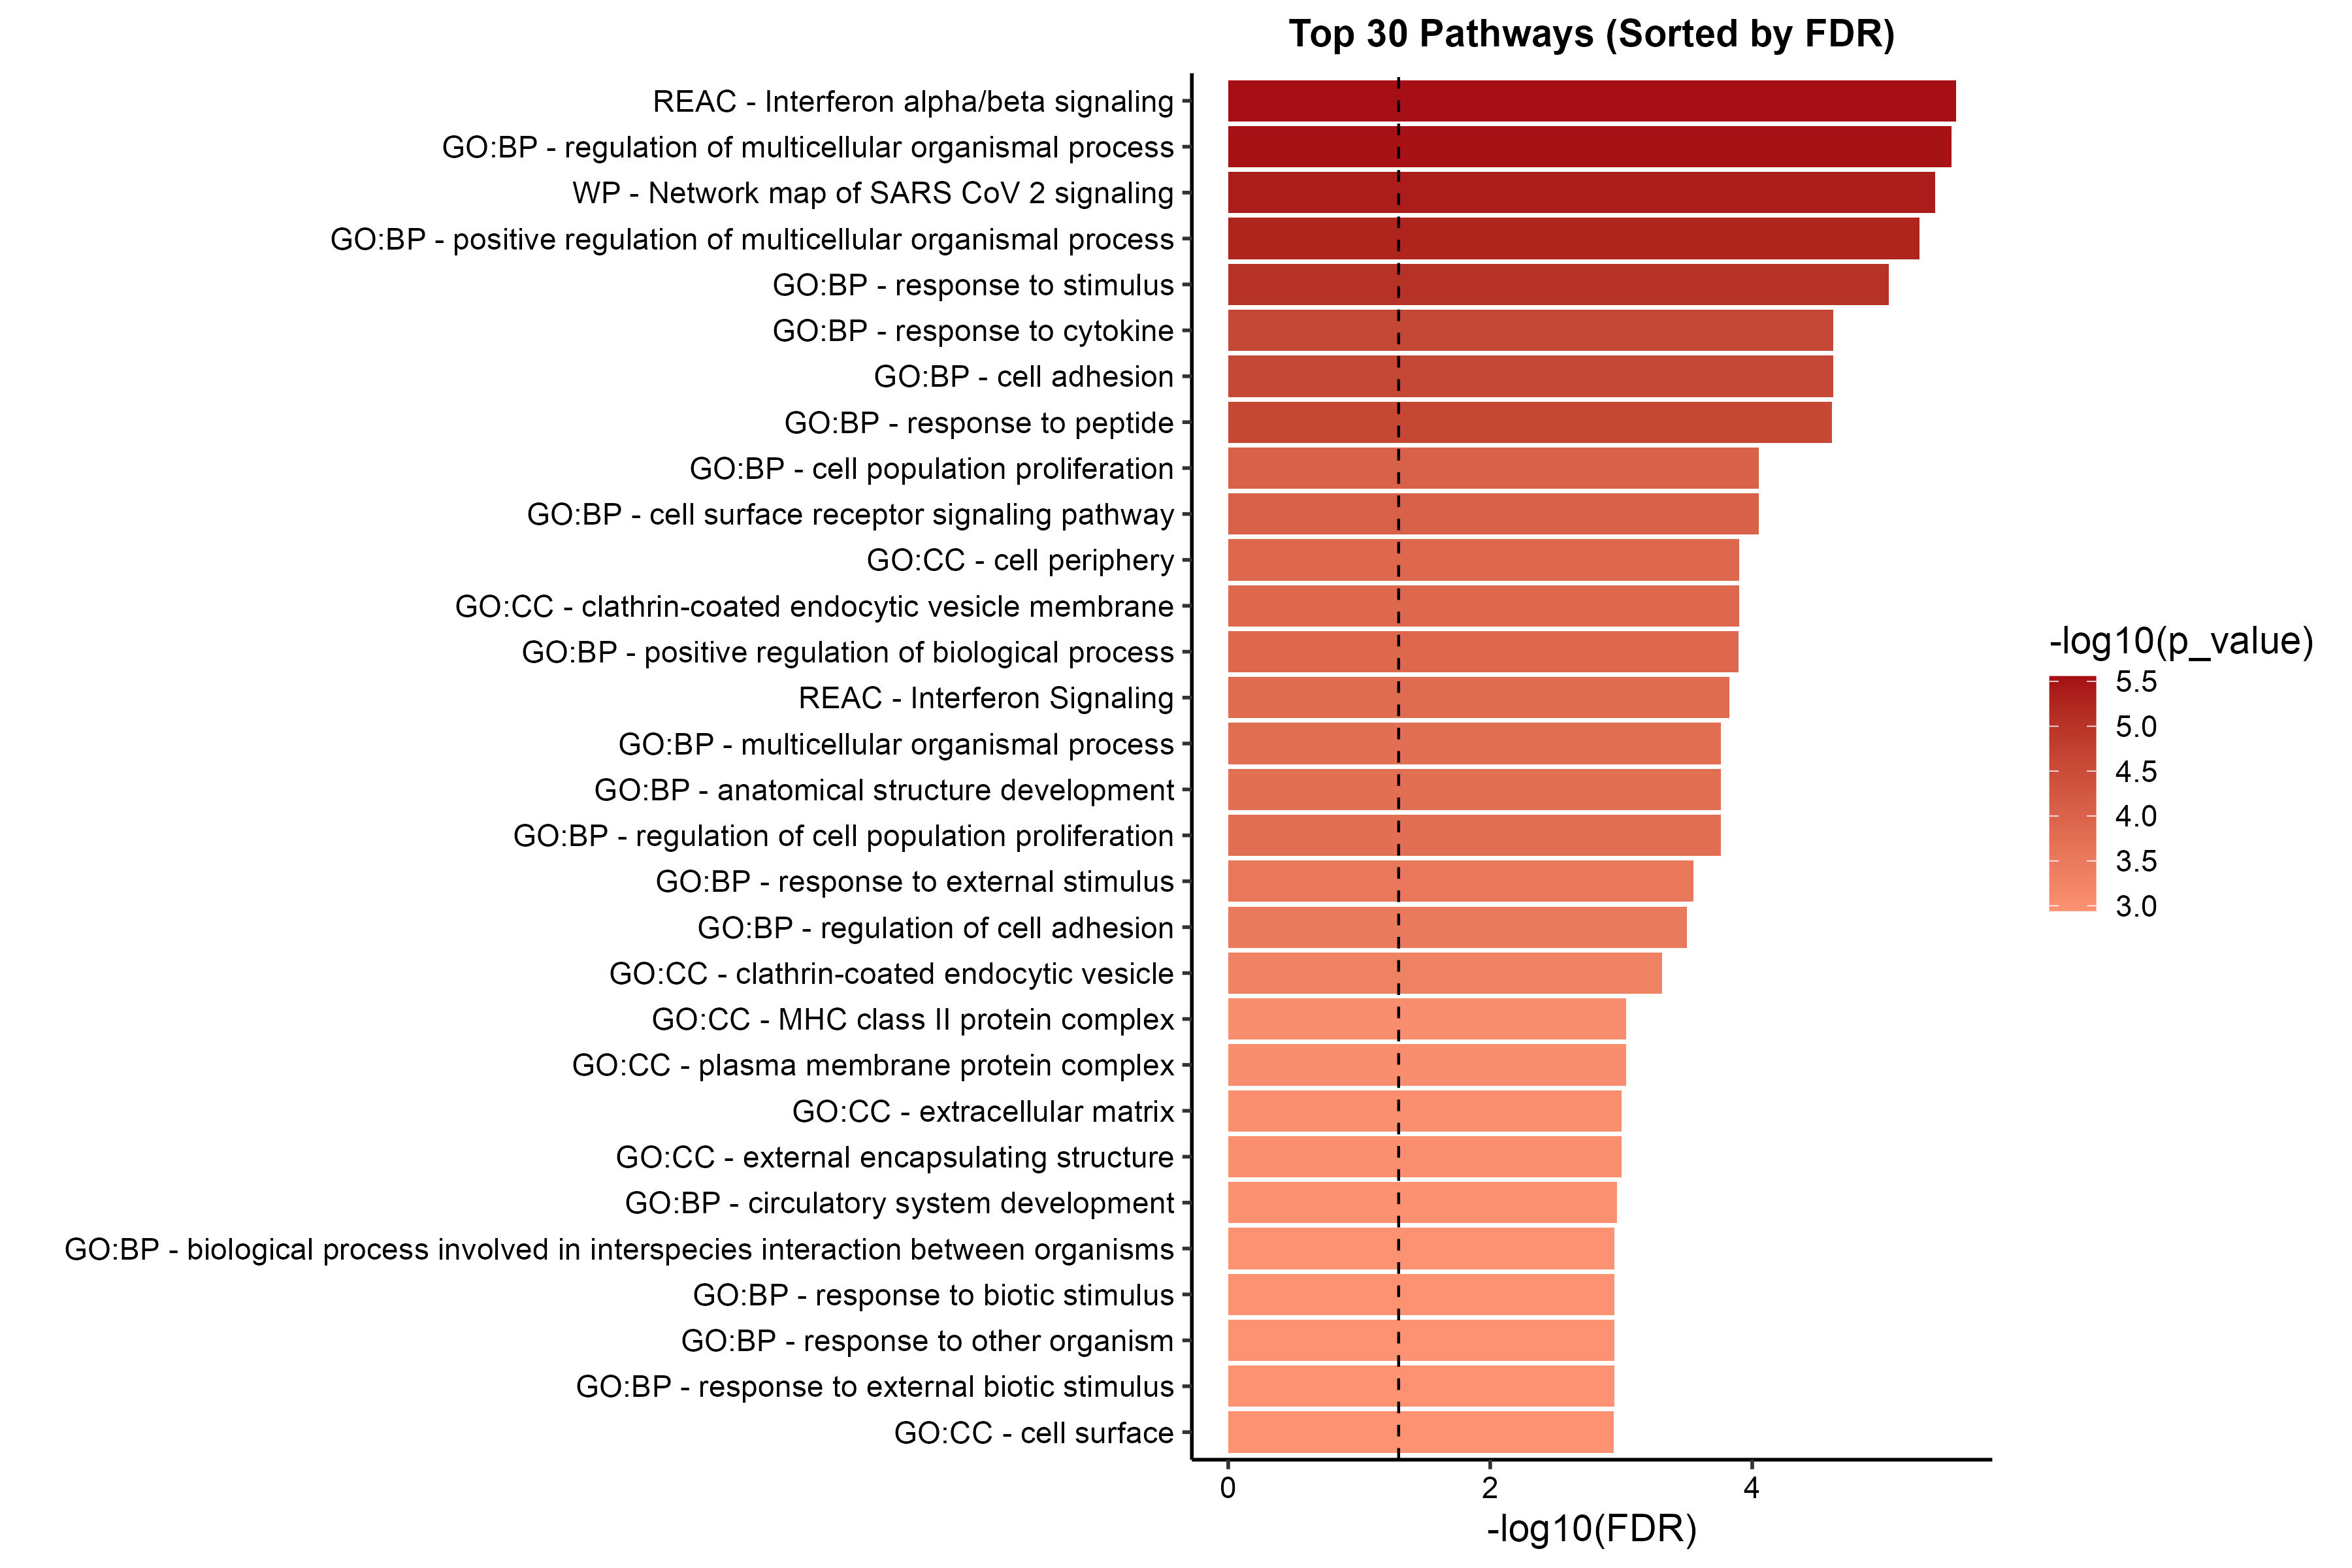 Top 30 Pathways (Sorted by FDR)
REAC - Interferon alpha/beta signaling
GO:BP - regulation of multicellular organismal process
WP - Network map of SARS CoV 2 signaling
GO:BP - positive regulation of multicellular organismal process
GO:BP - response to stimulus
GO:BP - response to cytokine
GO:BP - cell adhesion
GO:BP - response to peptide
GO:BP - cell population proliferation
GO:BP - cell surface receptor signaling pathway
GO:CC - cell periphery
GO:CC - clathrin-coated endocytic vesicle membrane
GO:BP - positive regulation of biological process
REAC - Interferon Signaling
GO:BP - multicellular organismal process
GO:BP - anatomical structure development
GO:BP - regulation of cell population proliferation
GO:BP - response to external stimulus
GO:BP - regulation of cell adhesion
GO:CC - clathrin-coated endocytic vesicle
GO:CC - MHC class II protein complex
GO:CC - plasma membrane protein complex
GO:CC - extracellular matrix
GO:CC - external encapsulating structure
GO:BP - circulatory system development
GO:BP - biological process involved in interspecies interaction between organisms
GO:BP - response to biotic stimulus
GO:BP - response to other organism
GO:BP - response to external biotic stimulus
GO:CC - cell surface
0 2 4
-log10(FDR)
-log10(p_value)
5.5
5.0
4.5
4.0
3.5
3.0